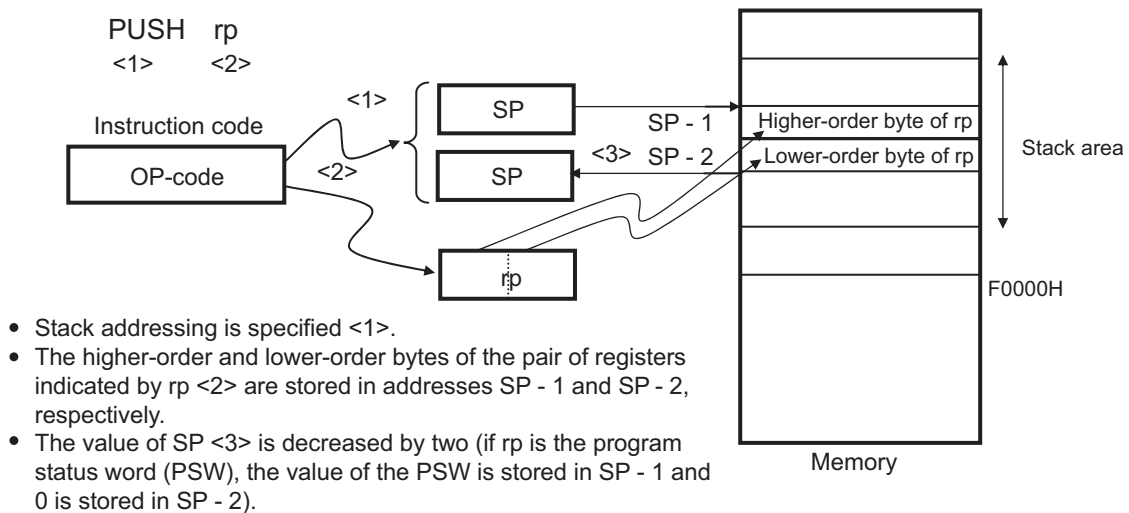 PUSH rp
<1> <2>
Instruction code
OP-code
<1>
<2>
SP
SP
rp
<3>
SP - 1
SP - 2
Higher-order byte of rp
Lower-order byte of rp
Stack area
F0000H
Memory
• Stack addressing is specified <1>.
• The higher-order and lower-order bytes of the pair of registers
indicated by rp <2> are stored in addresses SP - 1 and SP - 2,
respectively.
• The value of SP <3> is decreased by two (if rp is the program
status word (PSW), the value of the PSW is stored in SP - 1 and
0 is stored in SP - 2).